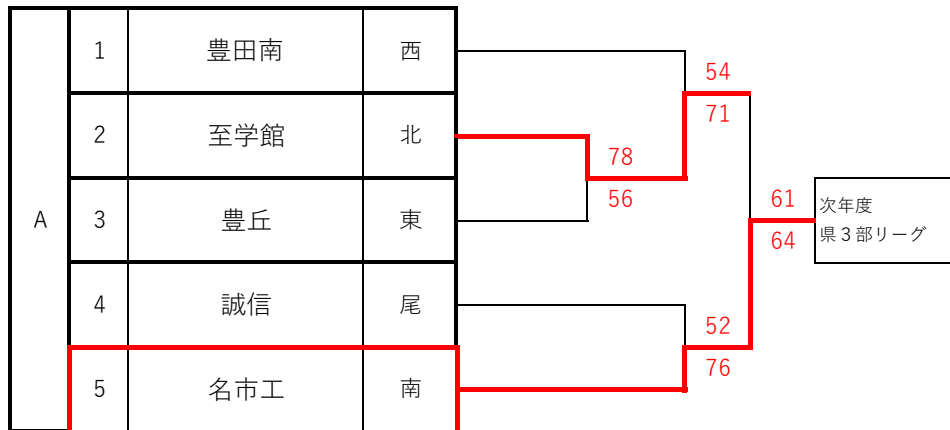 A
1 豊田南 西
2 至学館 北
3 豊丘 東
4 誠信 尾
5 名市工 南
54
71
78
56
61
64
52
76
次年度
県３部リーグ